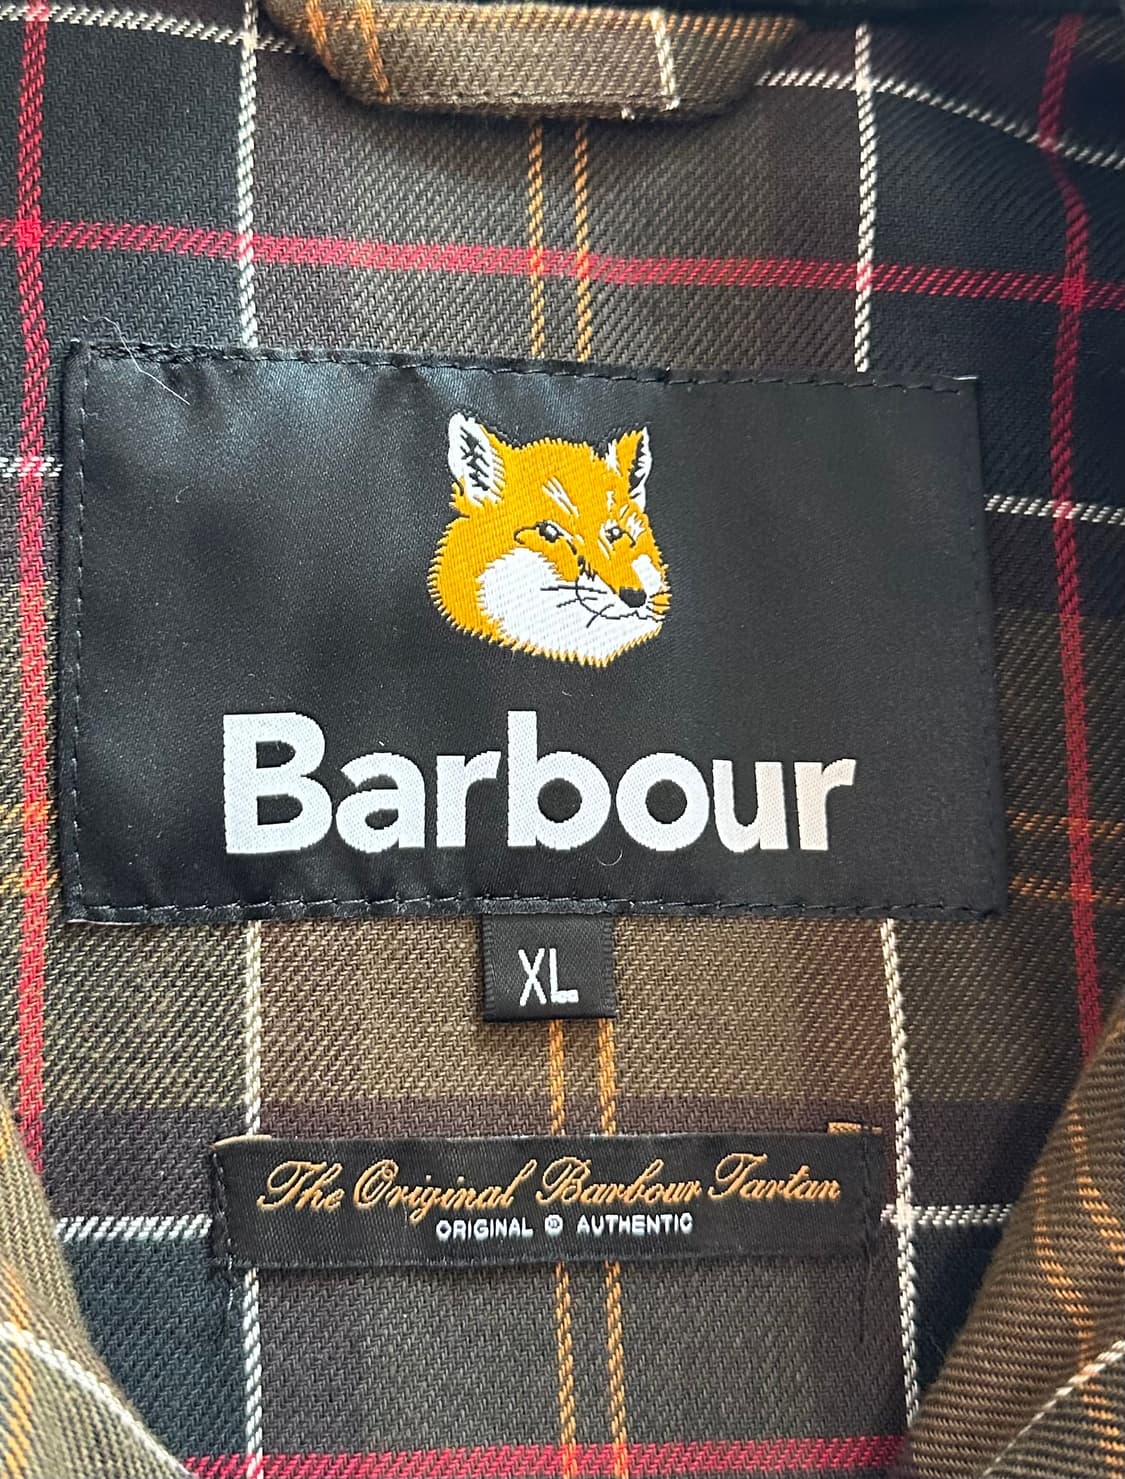 Barbour
XL
The Original Barbour Tartan
ORIGINAL ® AUTHENTIC